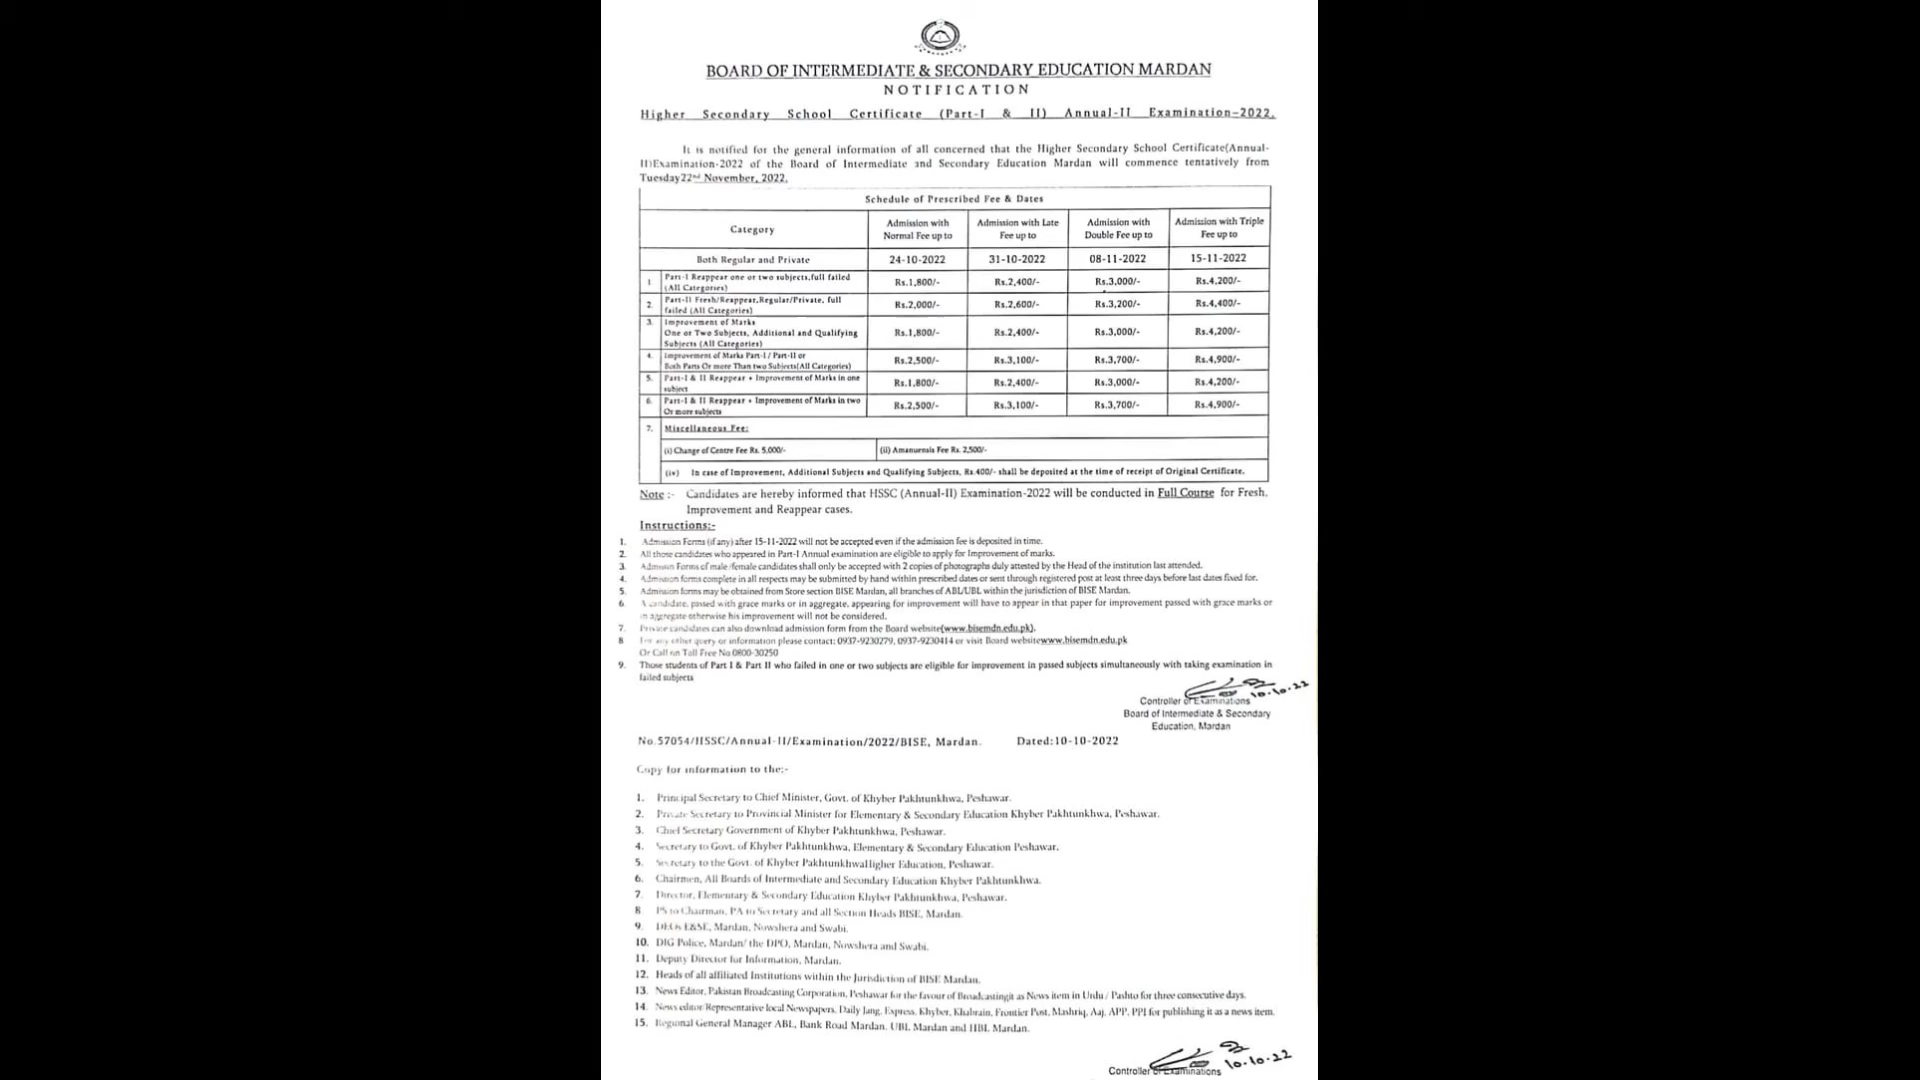 BOARD OF INTERMEDIATE & SECONDARY EDUCATION MARDAN
NOTIFICATION
Higher Secondary School Certificate (Part-I & II) Annual-II Examination-2022.
It is notified for the general information of all concerned that the Higher Secondary School Certificate(Annual-
II)Examination-2022 of the Board of Intermediate and Secondary Education Mardan will commence tentatively from
Tuesday22nd November, 2022.
Schedule of Prescribed Fee & Dates
Category
Admission with Normal Fee up to
Admission with Late Fee up to
Admission with Double Fee up to
Admission with Triple Fee up to
Both Regular and Private 24-10-2022 31-10-2022 08-11-2022 15-11-2022
1. Part-I Reappear one or two subjects,full failed
(All Categories) Rs.1,800/- Rs.2,400/- Rs.3,000/- Rs.4,200/-
2. Part-II Fresh/Reappear,Regular/Private, full
failed (All Categories) Rs.2,000/- Rs.2,600/- Rs.3,200/- Rs.4,400/-
3. Improvement of Marks
One or Two Subjects, Additional and Qualifying
Subjects (All Categories) Rs.1,800/- Rs.2,400/- Rs.3,000/- Rs.4,200/-
4. Improvement of Marks Part-I / Part-II or
Both Parts Or more Than two Subjects(All Categories) Rs.2,500/- Rs.3,100/- Rs.3,700/- Rs.4,900/-
5. Part-I & II Reappear + Improvement of Marks in one
subject Rs.1,800/- Rs.2,400/- Rs.3,000/- Rs.4,200/-
6. Part-I & II Reappear + Improvement of Marks in two
Or more subjects Rs.2,500/- Rs.3,100/- Rs.3,700/- Rs.4,900/-
7. Miscellaneous Fee:
(i) Change of Centre Fee Rs. 5,000/- (ii) Amanuensis Fee Rs. 2,500/-
(iv) In case of Improvement, Additional Subjects and Qualifying Subjects, Rs.400/- shall be deposited at the time of receipt of Original Certificate.
Note :- Candidates are hereby informed that HSSC (Annual-II) Examination-2022 will be conducted in Full Course for Fresh,
Improvement and Reappear cases.
Instructions:-
1. Admission Forms (if any) after 15-11-2022 will not be accepted even if the admission fee is deposited in time.
2. All those candidates who appeared in Part-I Annual examination are eligible to apply for Improvement of marks.
3. Admission Forms of male /female candidates shall only be accepted with 2 copies of photographs duly attested by the Head of the institution last attended.
4. Admission forms complete in all respects may be submitted by hand within prescribed dates or sent through registered post at least three days before last dates fixed for.
5. Admission forms may be obtained from Store section BISE Mardan, all branches of ABL/UBL within the jurisdiction of BISE Mardan.
6. A candidate, passed with grace marks or in aggregate, appearing for improvement will have to appear in that paper for improvement passed with grace marks or
in aggregate otherwise his improvement will not be considered.
7. Private candidates can also download admission form from the Board website(www.bisemdn.edu.pk).
8 For any other query or information please contact: 0937-9230279, 0937-9230414 or visit Board websitewww.bisemdn.edu.pk
Or Call on Toll Free No 0800-30250
9. Those students of Part I & Part II who failed in one or two subjects are eligible for improvement in passed subjects simultaneously with taking examination in
failed subjects
10.10.22
Controller of Examinations
Board of Intermediate & Secondary
Education, Mardan
No.57054/HSSC/Annual-II/Examination/2022/BISE, Mardan. Dated:10-10-2022
Copy for information to the:-
1. Principal Secretary to Chief Minister, Govt. of Khyber Pakhtunkhwa, Peshawar.
2. Private Secretary to Provincial Minister for Elementary & Secondary Education Khyber Pakhtunkhwa, Peshawar.
3. Chief Secretary Government of Khyber Pakhtunkhwa, Peshawar.
4. Secretary to Govt. of Khyber Pakhtunkhwa, Elementary & Secondary Education Peshawar.
5. Secretary to the Govt. of Khyber PakhtunkhwaHigher Education, Peshawar.
6. Chairmen, All Boards of Intermediate and Secondary Education Khyber Pakhtunkhwa.
7. Director, Elementary & Secondary Education Khyber Pakhtunkhwa, Peshawar.
8 PS to Chairman, PA to Secretary and all Section Heads BISE, Mardan.
9. DEOs E&SE, Mardan, Nowshera and Swabi.
10. DIG Police, Mardan/ the DPO, Mardan, Nowshera and Swabi.
11. Deputy Director for Information, Mardan.
12. Heads of all affiliated Institutions within the Jurisdiction of BISE Mardan.
13. News Editor, Pakistan Broadcasting Corporation, Peshawar for the favour of Broadcastingit as News item in Urdu / Pashto for three consecutive days.
14. News editor/Representative local Newspapers, Daily Jang, Express, Khyber, Khabrain, Frontier Post, Mashriq, Aaj, APP, PPI for publishing it as a news item.
15. Regional General Manager ABL, Bank Road Mardan, UBL Mardan and HBL Mardan.
10.10.22
Controller of Examinations